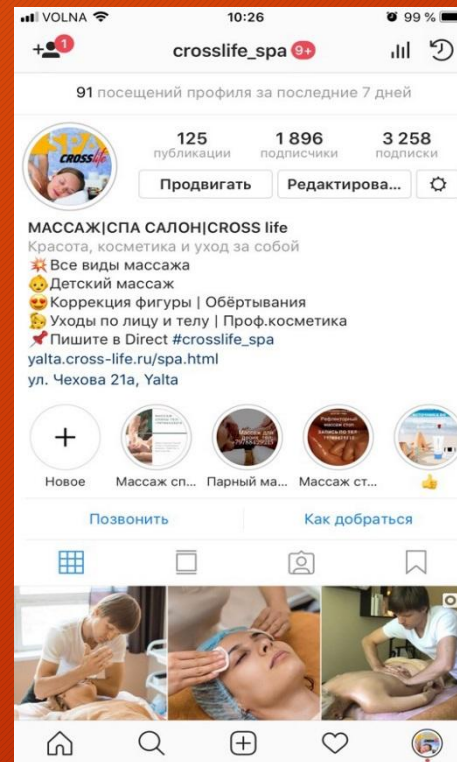 VOLNA 10:26 99 %
1
crosslife_spa 9+
91 посещений профиля за последние 7 дней
SPA
CROSS life
125 1 896 3 258
публикации подписчики подписки
Продвигать Редактирова...
МАССАЖ|СПА САЛОН|CROSS life
Красота, косметика и уход за собой
Все виды массажа
Детский массаж
Коррекция фигуры | Обёртывания
Уходы по лицу и телу | Проф.косметика
Пишите в Direct #crosslife_spa
yalta.cross-life.ru/spa.html
ул. Чехова 21а, Yalta
Новое Массаж сп... Парный ма... Массаж ст...
Позвонить Как добраться